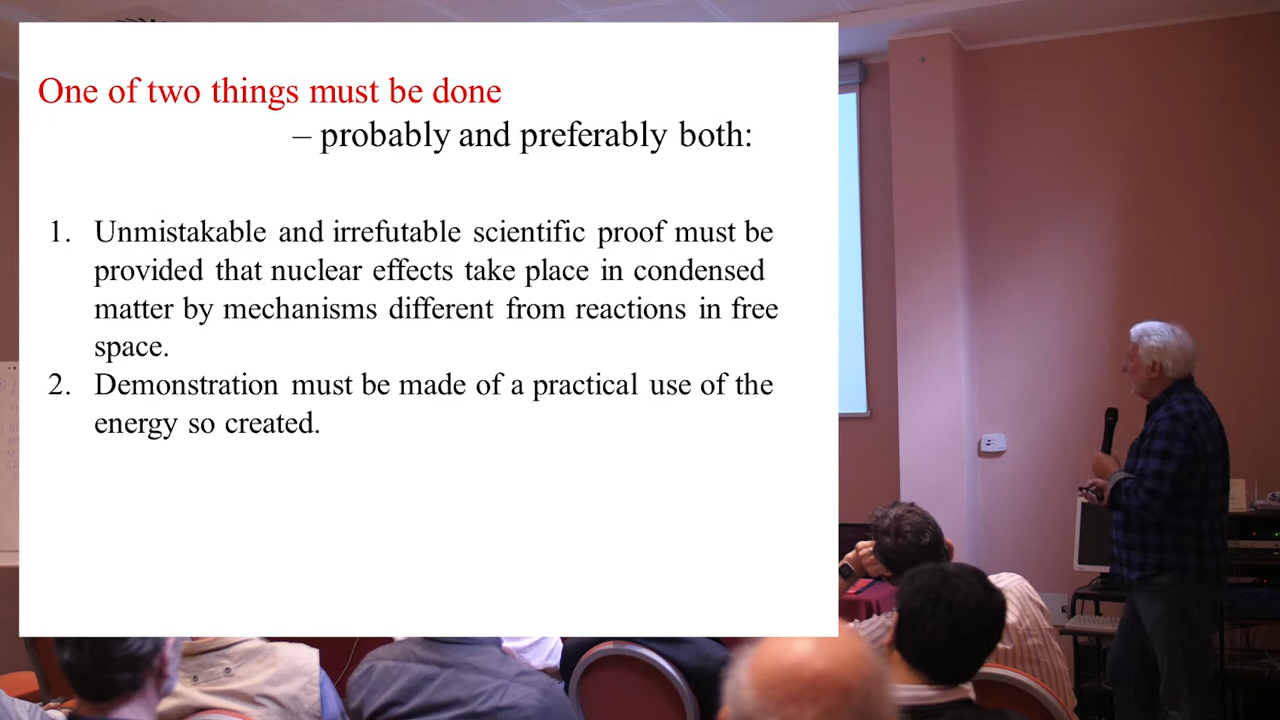 One of two things must be done
– probably and preferably both:
1. Unmistakable and irrefutable scientific proof must be
provided that nuclear effects take place in condensed
matter by mechanisms different from reactions in free
space.
2. Demonstration must be made of a practical use of the
energy so created.